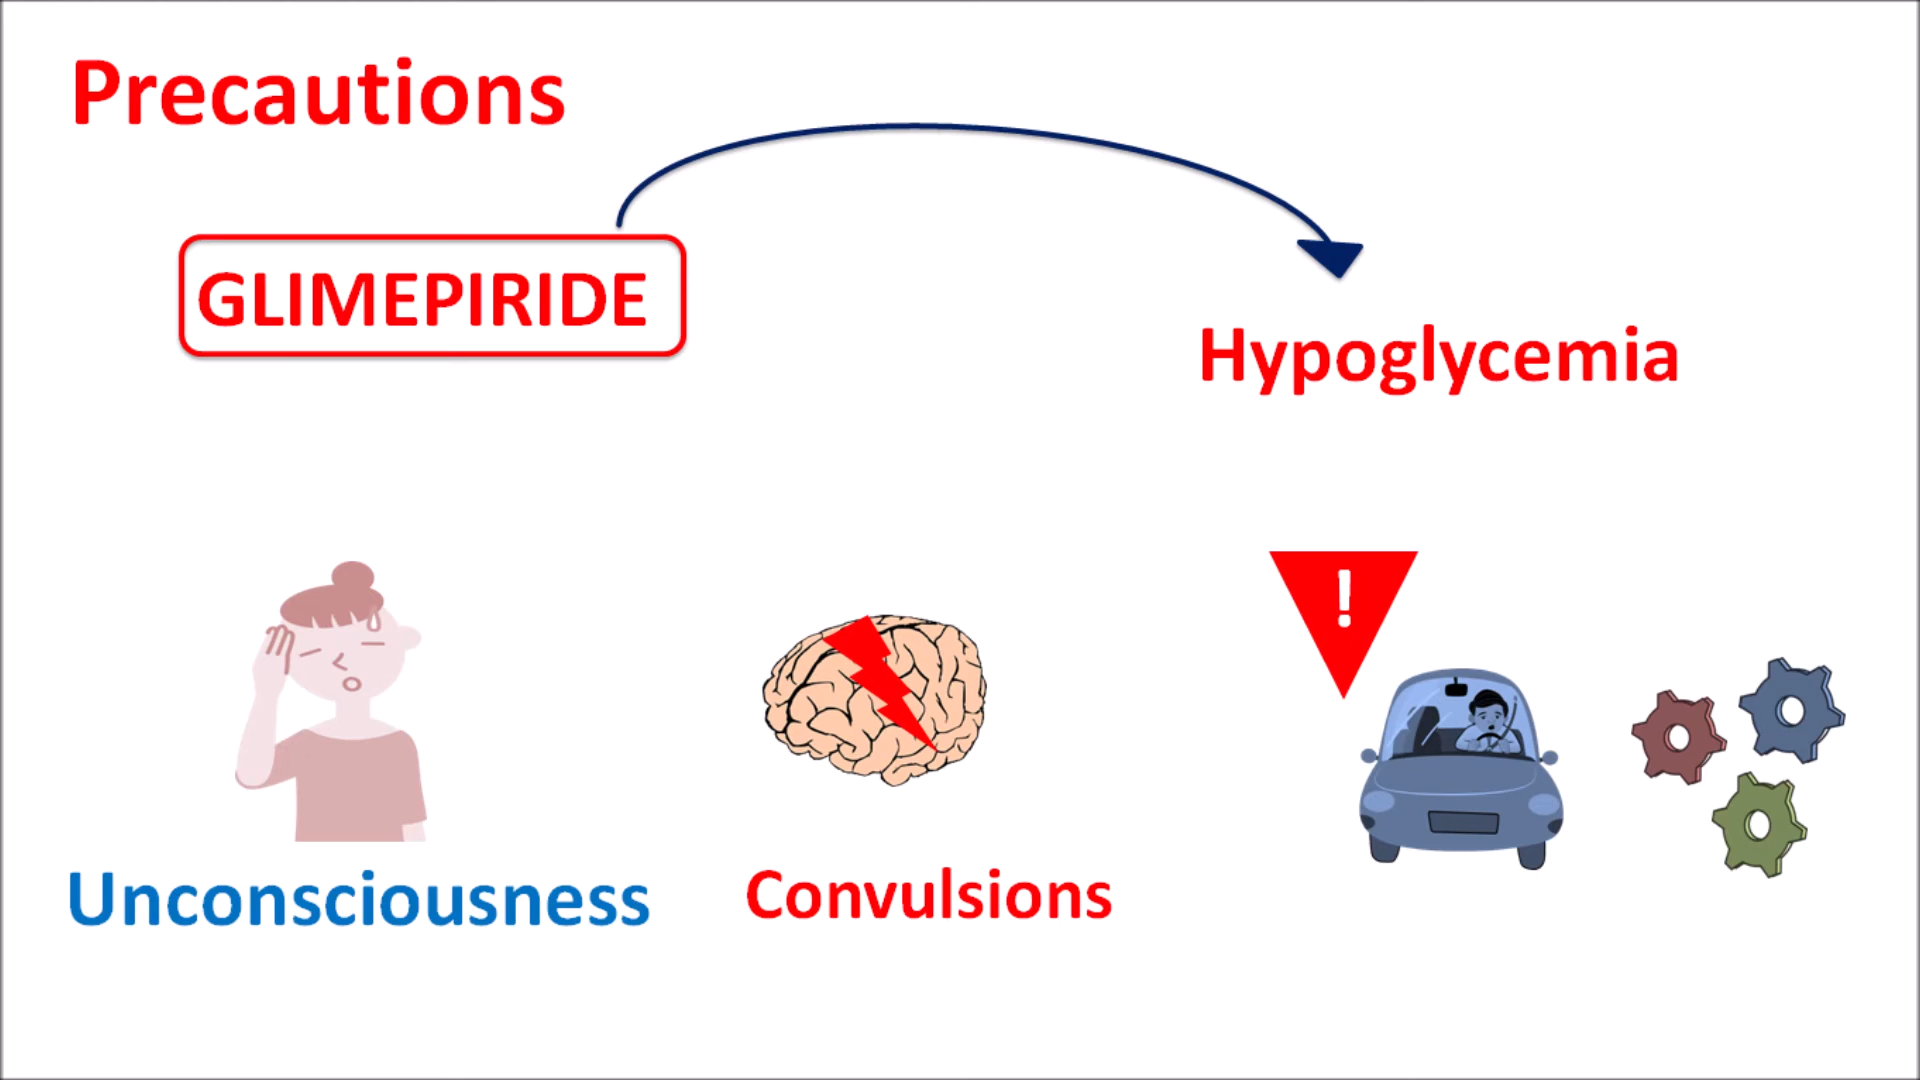 Precautions
GLIMEPIRIDE
Hypoglycemia
!
Unconsciousness
Convulsions